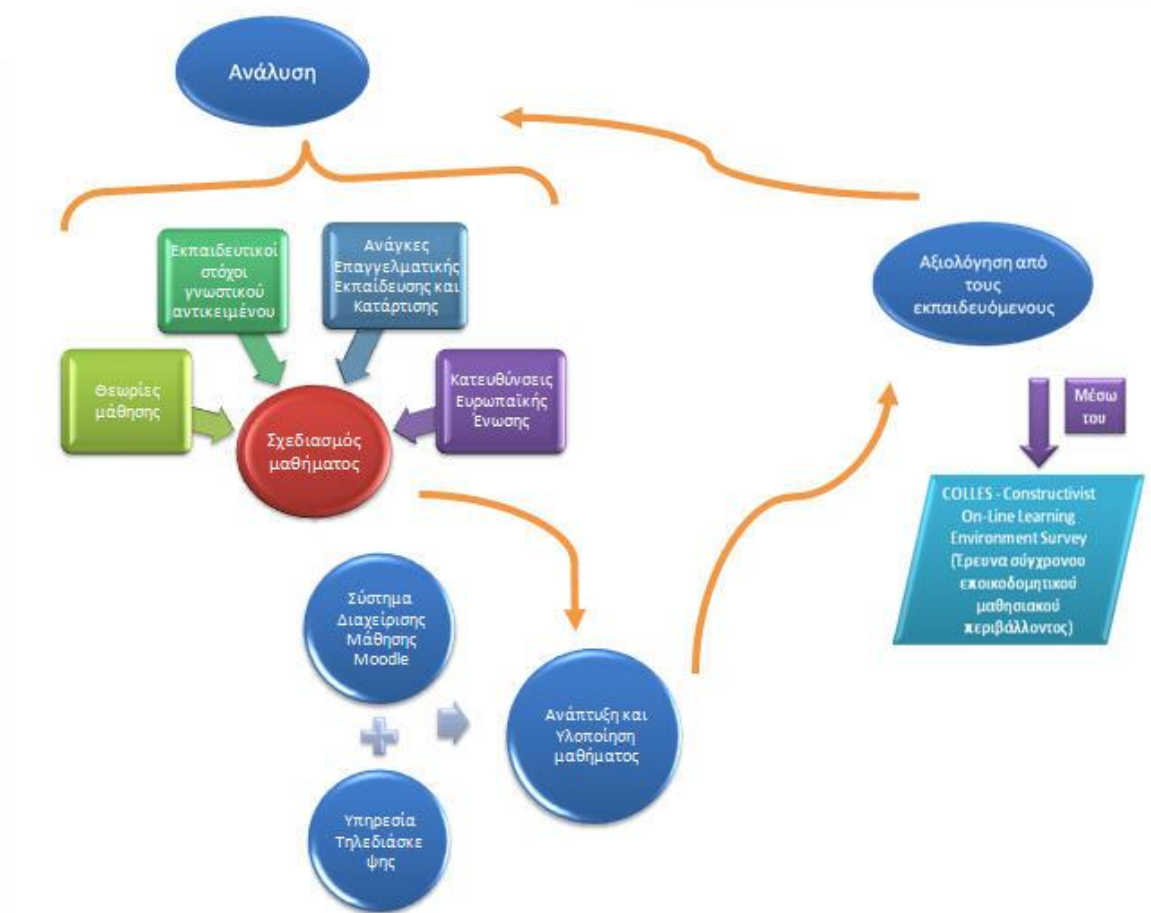 Ανάλυση
Εκπαιδευτικοί
στόχοι
γνωστικού
αντικειμένου
Ανάγκες
Επαγγελματικής
Εκπαίδευσης και
Κατάρτισης
Θεωρίες
μάθησης
Κατευθύνσεις
Ευρωπαϊκής
Ένωσης
Σχεδιασμός
μαθήματος
Σύστημα
Διαχείρισης
Μάθησης
Moodle
Υπηρεσία
Τηλεδιάσκε
ψης
Ανάπτυξη και
Υλοποίηση
μαθήματος
Αξιολόγηση από
τους
εκπαιδευόμενους
Μέσω
του
COLLES - Constructivist
On-Line Learning
Environment Survey
(Έρευνα σύγχρονου
εποικοδομητικού
μαθησιακού
περιβάλλοντος)